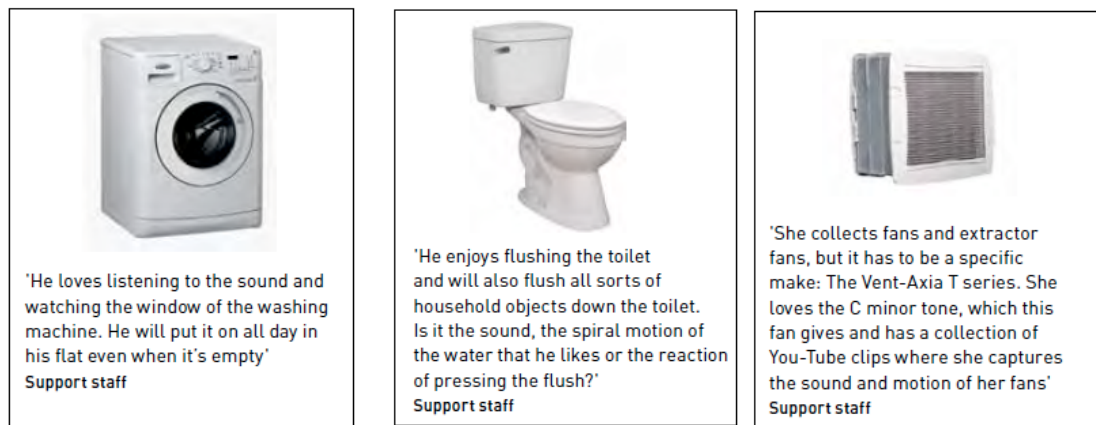 'He loves listening to the sound and
watching the window of the washing
machine. He will put it on all day in
his flat even when it's empty'
Support staff
'He enjoys flushing the toilet
and will also flush all sorts of
household objects down the toilet.
Is it the sound, the spiral motion of
the water that he likes or the reaction
of pressing the flush?'
Support staff
'She collects fans and extractor
fans, but it has to be a specific
make: The Vent-Axia T series. She
loves the C minor tone, which this
fan gives and has a collection of
You-Tube clips where she captures
the sound and motion of her fans'
Support staff